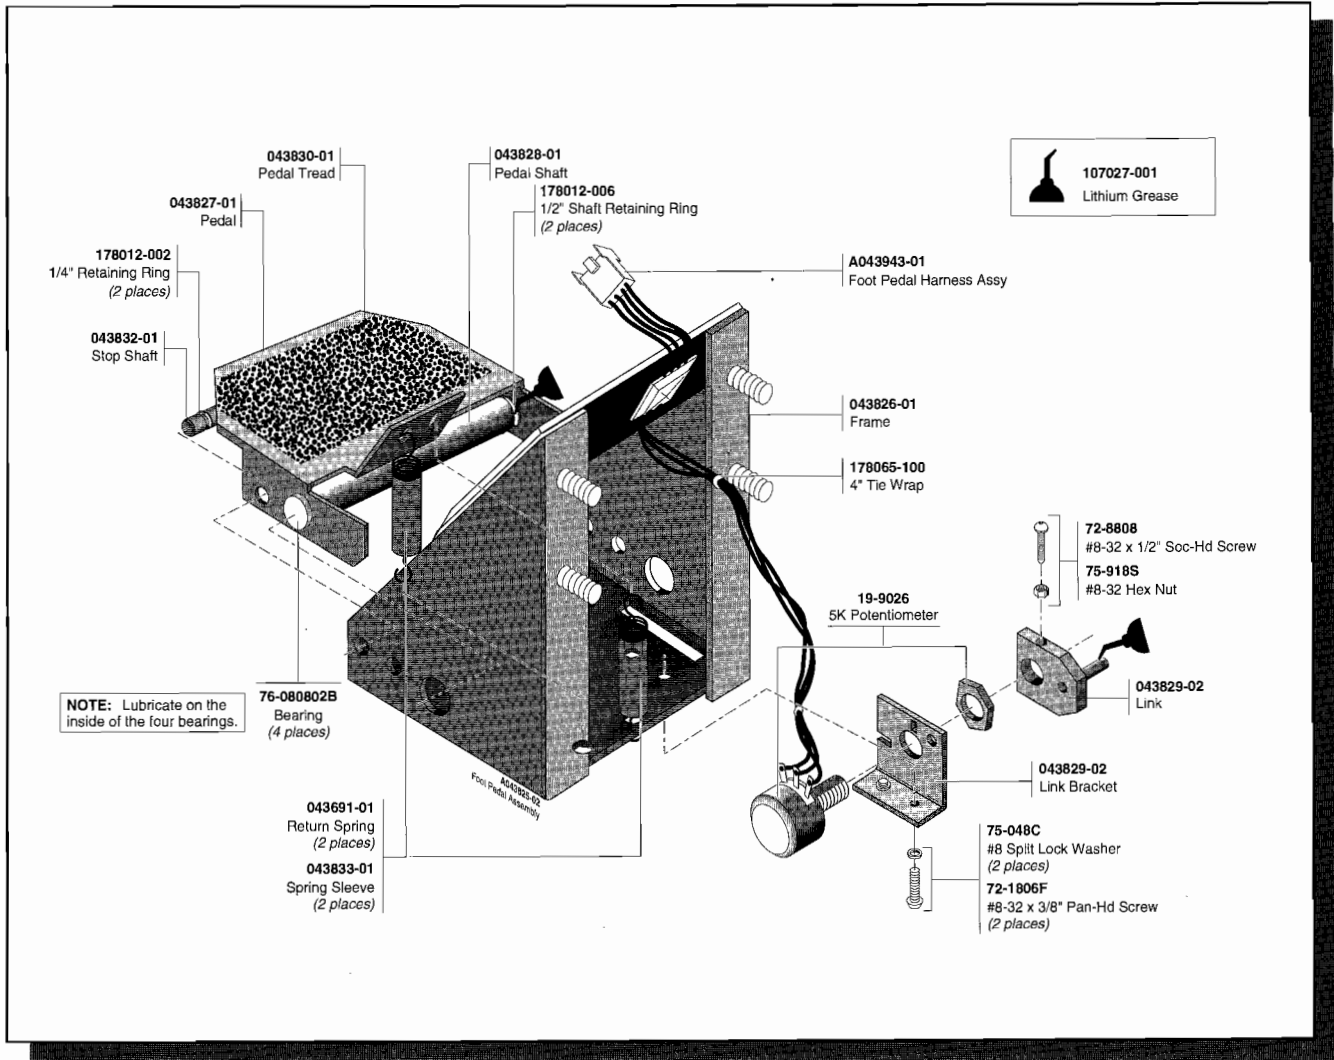 043830-01
Pedal Tread
043828-01
Pedal Shaft
107027-001
Lithium Grease
043827-01
Pedal
178012-006
1/2" Shaft Retaining Ring
(2 places)
178012-002
1/4" Retaining Ring
(2 places)
A043943-01
Foot Pedal Harness Assy
043832-01
Stop Shaft
043826-01
Frame
178065-100
4" Tie Wrap
72-8808
#8-32 x 1/2" Soc-Hd Screw
75-918S
#8-32 Hex Nut
19-9026
5K Potentiometer
043829-02
Link
NOTE: Lubricate on the
inside of the four bearings.
76-080802B
Bearing
(4 places)
A043825-02
Foot Pedal Assembly
043829-02
Link Bracket
043691-01
Return Spring
(2 places)
043833-01
Spring Sleeve
(2 places)
75-048C
#8 Split Lock Washer
(2 places)
72-1806F
#8-32 x 3/8" Pan-Hd Screw
(2 places)